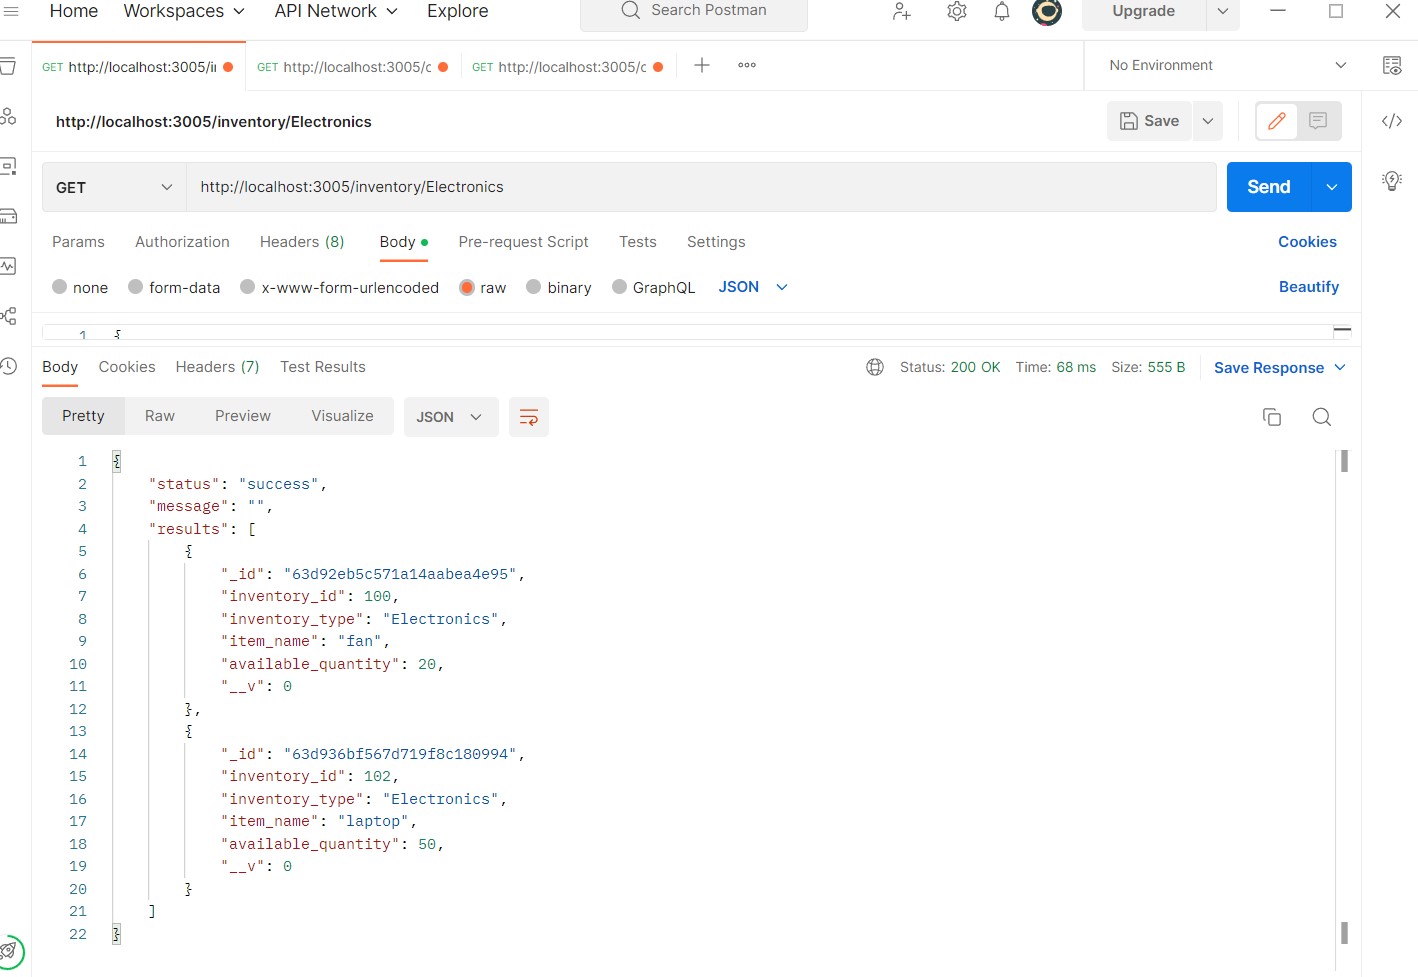 Home Workspaces API Network Explore Search Postman Upgrade
GET http://localhost:3005/i GET http://localhost:3005/c GET http://localhost:3005/c No Environment
http://localhost:3005/inventory/Electronics Save
GET http://localhost:3005/inventory/Electronics Send
Params Authorization Headers (8) Body Pre-request Script Tests Settings Cookies
none form-data x-www-form-urlencoded raw binary GraphQL JSON Beautify
1 {
Body Cookies Headers (7) Test Results Status: 200 OK Time: 68 ms Size: 555 B Save Response
Pretty Raw Preview Visualize JSON
1 {
2 "status": "success",
3 "message": "",
4 "results": [
5 {
6 "_id": "63d92eb5c571a14aabea4e95",
7 "inventory_id": 100,
8 "inventory_type": "Electronics",
9 "item_name": "fan",
10 "available_quantity": 20,
11 "__v": 0
12 },
13 {
14 "_id": "63d936bf567d719f8c180994",
15 "inventory_id": 102,
16 "inventory_type": "Electronics",
17 "item_name": "laptop",
18 "available_quantity": 50,
19 "__v": 0
20 }
21 ]
22 }